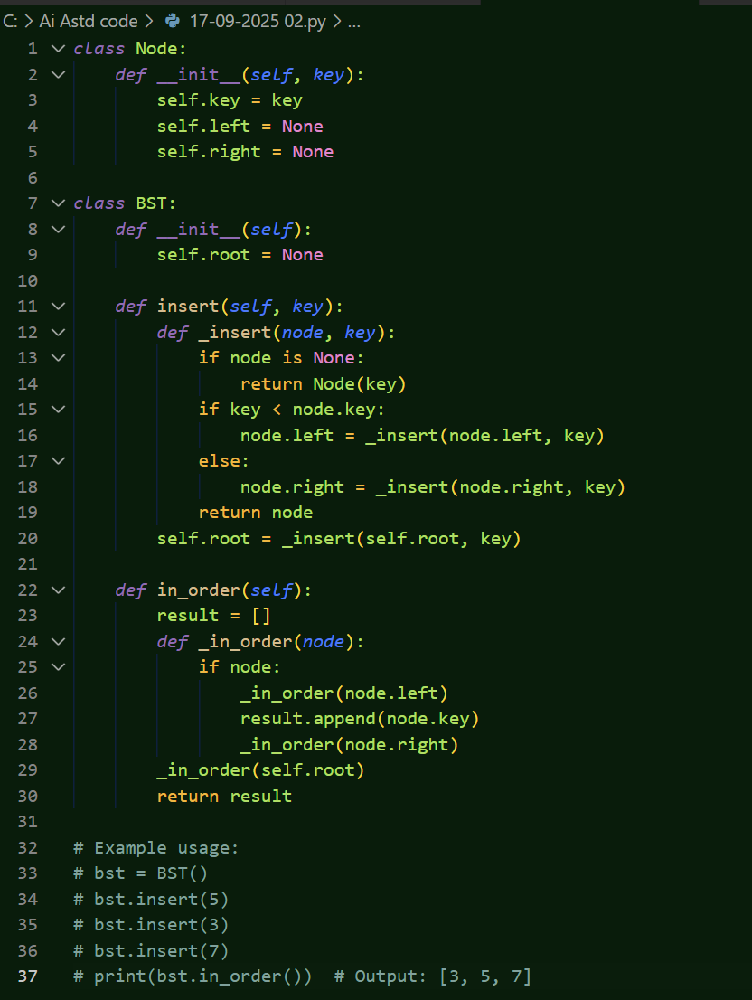 C: > Ai Astd code > 17-09-2025 02.py > ...
1 class Node:
2     def __init__(self, key):
3         self.key = key
4         self.left = None
5         self.right = None
6
7 class BST:
8     def __init__(self):
9         self.root = None
10
11     def insert(self, key):
12         def _insert(node, key):
13             if node is None:
14                 return Node(key)
15             if key < node.key:
16                 node.left = _insert(node.left, key)
17             else:
18                 node.right = _insert(node.right, key)
19             return node
20         self.root = _insert(self.root, key)
21
22     def in_order(self):
23         result = []
24         def _in_order(node):
25             if node:
26                 _in_order(node.left)
27                 result.append(node.key)
28                 _in_order(node.right)
29         _in_order(self.root)
30         return result
31
32 # Example usage:
33 # bst = BST()
34 # bst.insert(5)
35 # bst.insert(3)
36 # bst.insert(7)
37 # print(bst.in_order())  # Output: [3, 5, 7]